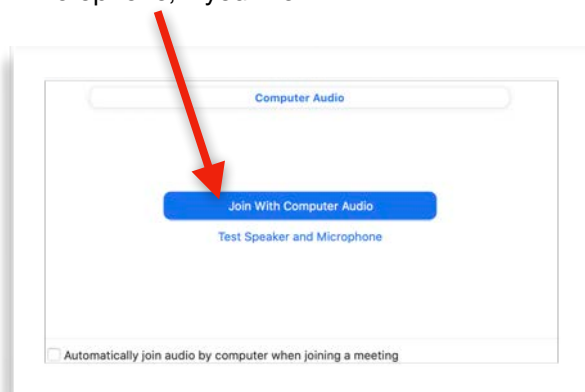 Computer Audio
Join With Computer Audio
Test Speaker and Microphone
Automatically join audio by computer when joining a meeting